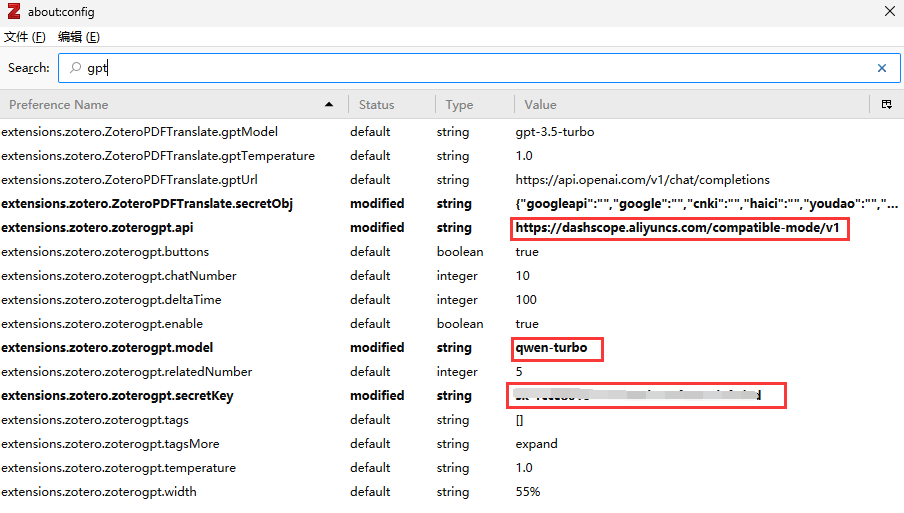 Z about:config
文件 (F) 编辑 (E)
Search: gpt
Preference Name Status Type Value
extensions.zotero.ZoteroPDFTranslate.gptModel default string gpt-3.5-turbo
extensions.zotero.ZoteroPDFTranslate.gptTemperature default string 1.0
extensions.zotero.ZoteroPDFTranslate.gptUrl default string https://api.openai.com/v1/chat/completions
extensions.zotero.ZoteroPDFTranslate.secretObj modified string {"googleapi":"","google":"","cnki":"","haici":"","youdao":"","...
extensions.zotero.zoterogpt.api modified string https://dashscope.aliyuncs.com/compatible-mode/v1
extensions.zotero.zoterogpt.buttons default boolean true
extensions.zotero.zoterogpt.chatNumber default integer 10
extensions.zotero.zoterogpt.deltaTime default integer 100
extensions.zotero.zoterogpt.enable default boolean true
extensions.zotero.zoterogpt.model modified string qwen-turbo
extensions.zotero.zoterogpt.relatedNumber default integer 5
extensions.zotero.zoterogpt.secretKey modified string
extensions.zotero.zoterogpt.tags default string []
extensions.zotero.zoterogpt.tagsMore default string expand
extensions.zotero.zoterogpt.temperature default string 1.0
extensions.zotero.zoterogpt.width default string 55%